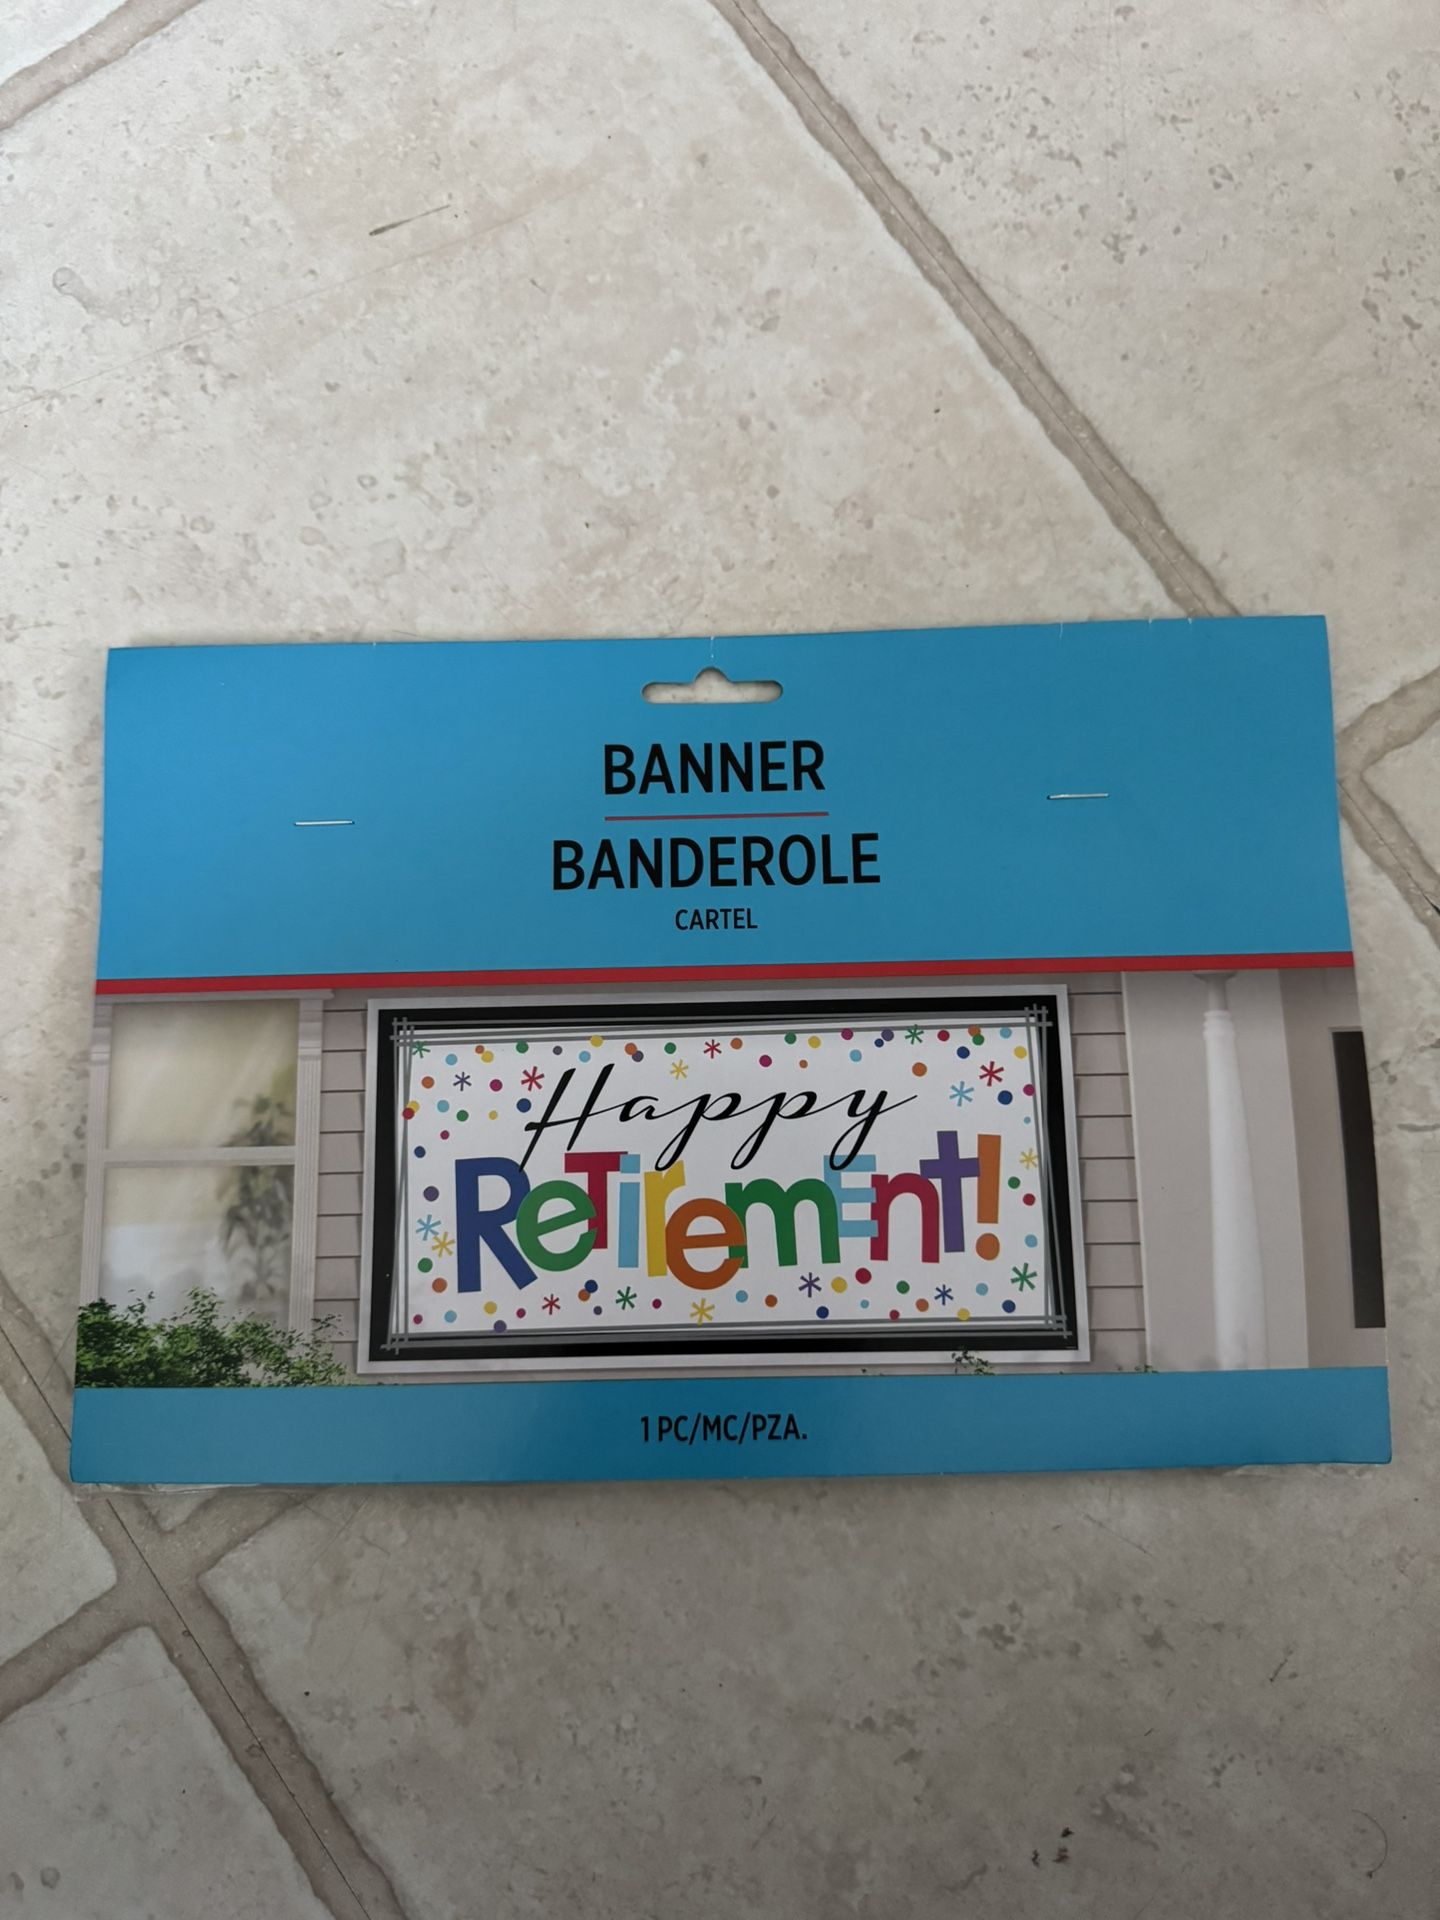 BANNER
BANDEROLE
CARTEL
Happy
ReTiremEnt!
1 PC/MC/PZA.